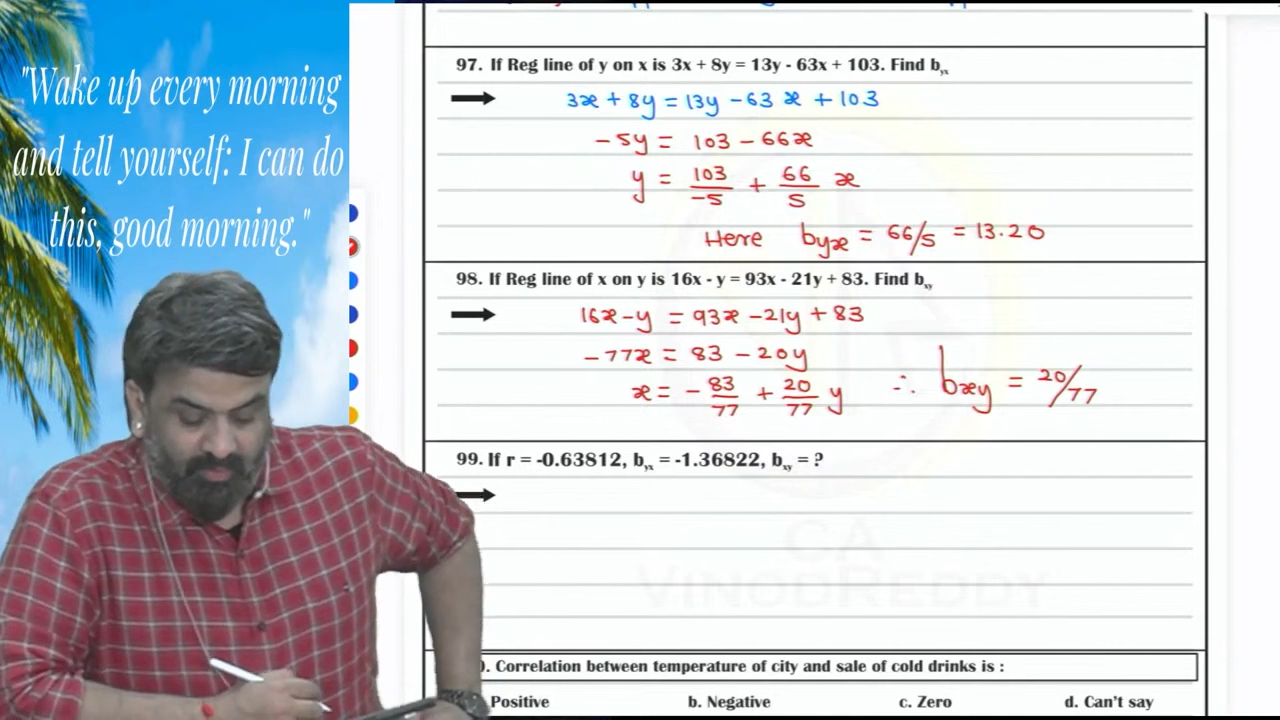 "Wake up every morning
and tell yourself: I can do
this, good morning."
97. If Reg line of y on x is 3x + 8y = 13y - 63x + 103. Find byx
3x + 8y = 13y - 63x + 103
-5y = 103 - 66x
y = 103/-5 + 66/5 x
Here byx = 66/5 = 13.20
98. If Reg line of x on y is 16x - y = 93x - 21y + 83. Find bxy
16x - y = 93x - 21y + 83
-77x = 83 - 20y
x = - 83/77 + 20/77 y ∴ bxy = 20/77
99. If r = -0.63812, byx = -1.36822, bxy = ?
CA
VINODREDDY
. Correlation between temperature of city and sale of cold drinks is :
Positive b. Negative c. Zero d. Can't say